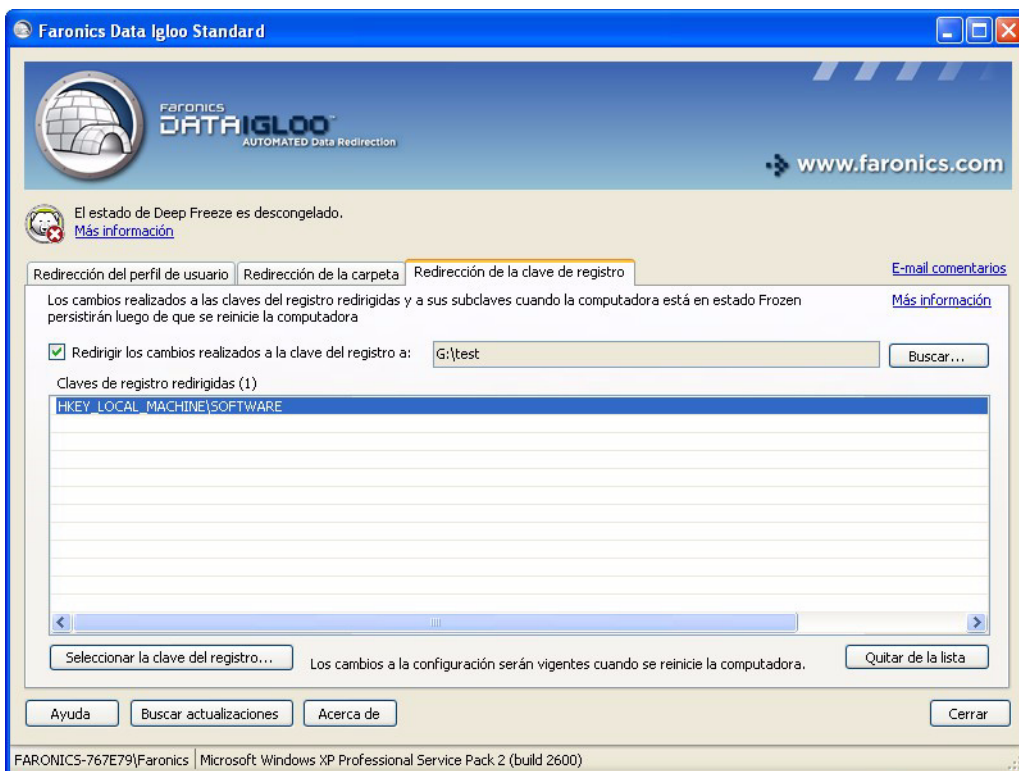 Faronics Data Igloo Standard
Faronics
DATA IGLOO™
AUTOMATED Data Redirection
www.faronics.com
El estado de Deep Freeze es descongelado.
Más información
Redirección del perfil de usuario
Redirección de la carpeta
Redirección de la clave de registro
E-mail comentarios
Los cambios realizados a las claves del registro redirigidas y a sus subclaves cuando la computadora está en estado Frozen
persistirán luego de que se reinicie la computadora
Más información
Redirigir los cambios realizados a la clave del registro a:
G:\test
Buscar...
Claves de registro redirigidas (1)
HKEY_LOCAL_MACHINE\SOFTWARE
Seleccionar la clave del registro...
Los cambios a la configuración serán vigentes cuando se reinicie la computadora.
Quitar de la lista
Ayuda
Buscar actualizaciones
Acerca de
Cerrar
FARONICS-767E79\Faronics
Microsoft Windows XP Professional Service Pack 2 (build 2600)